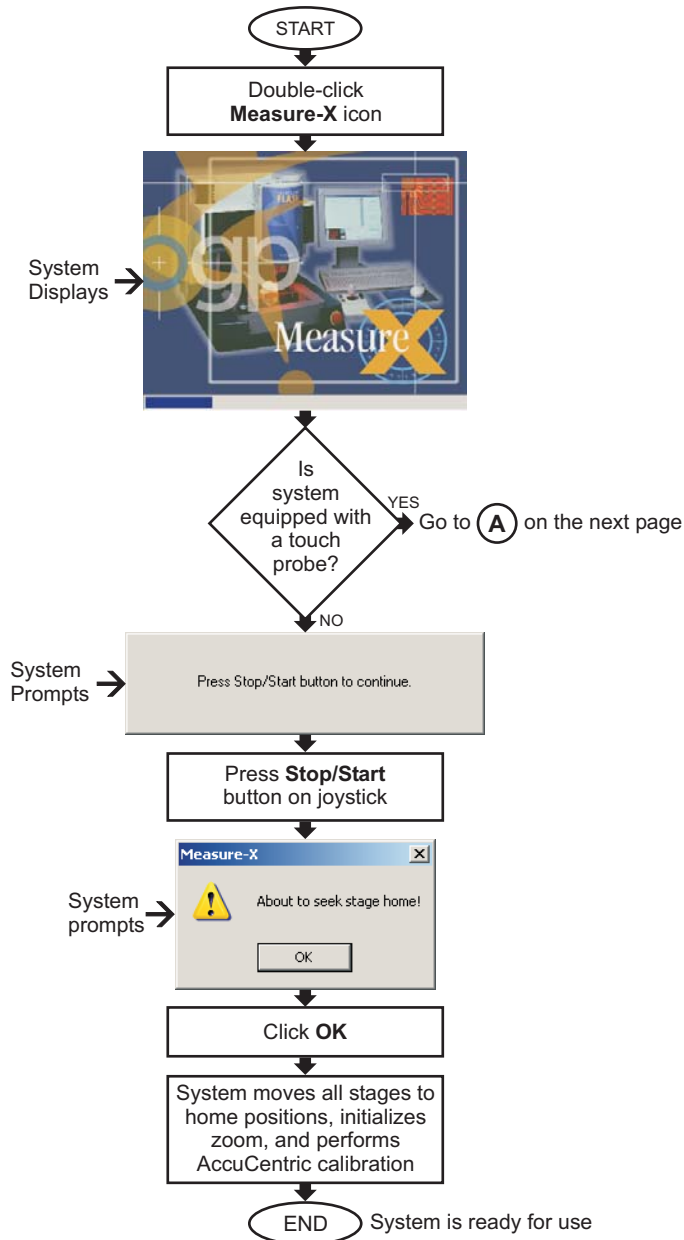 START
Double-click
Measure-X icon
System
Displays
FLASH
ogp
Measure X
Is
system
equipped with
a touch
probe?
YES
Go to A on the next page
NO
System
Prompts
Press Stop/Start button to continue.
Press Stop/Start
button on joystick
Measure-X
System
prompts
About to seek stage home!
OK
Click OK
System moves all stages to
home positions, initializes
zoom, and performs
AccuCentric calibration
END
System is ready for use